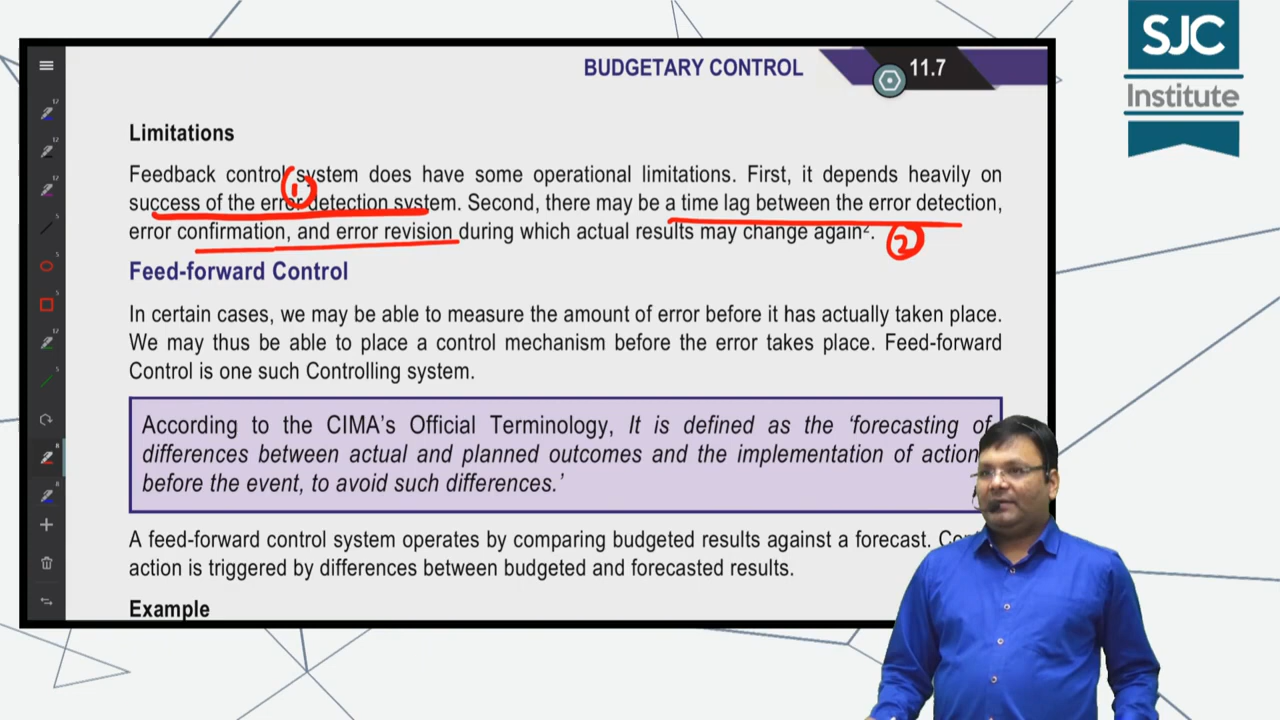 SJC
Institute
BUDGETARY CONTROL 11.7
Limitations
Feedback control system does have some operational limitations. First, it depends heavily on
success of the error detection system. Second, there may be a time lag between the error detection,
error confirmation, and error revision during which actual results may change again².
1
2
Feed-forward Control
In certain cases, we may be able to measure the amount of error before it has actually taken place.
We may thus be able to place a control mechanism before the error takes place. Feed-forward
Control is one such Controlling system.
According to the CIMA's Official Terminology, It is defined as the 'forecasting of
differences between actual and planned outcomes and the implementation of action
before the event, to avoid such differences.'
A feed-forward control system operates by comparing budgeted results against a forecast.
action is triggered by differences between budgeted and forecasted results.
Example